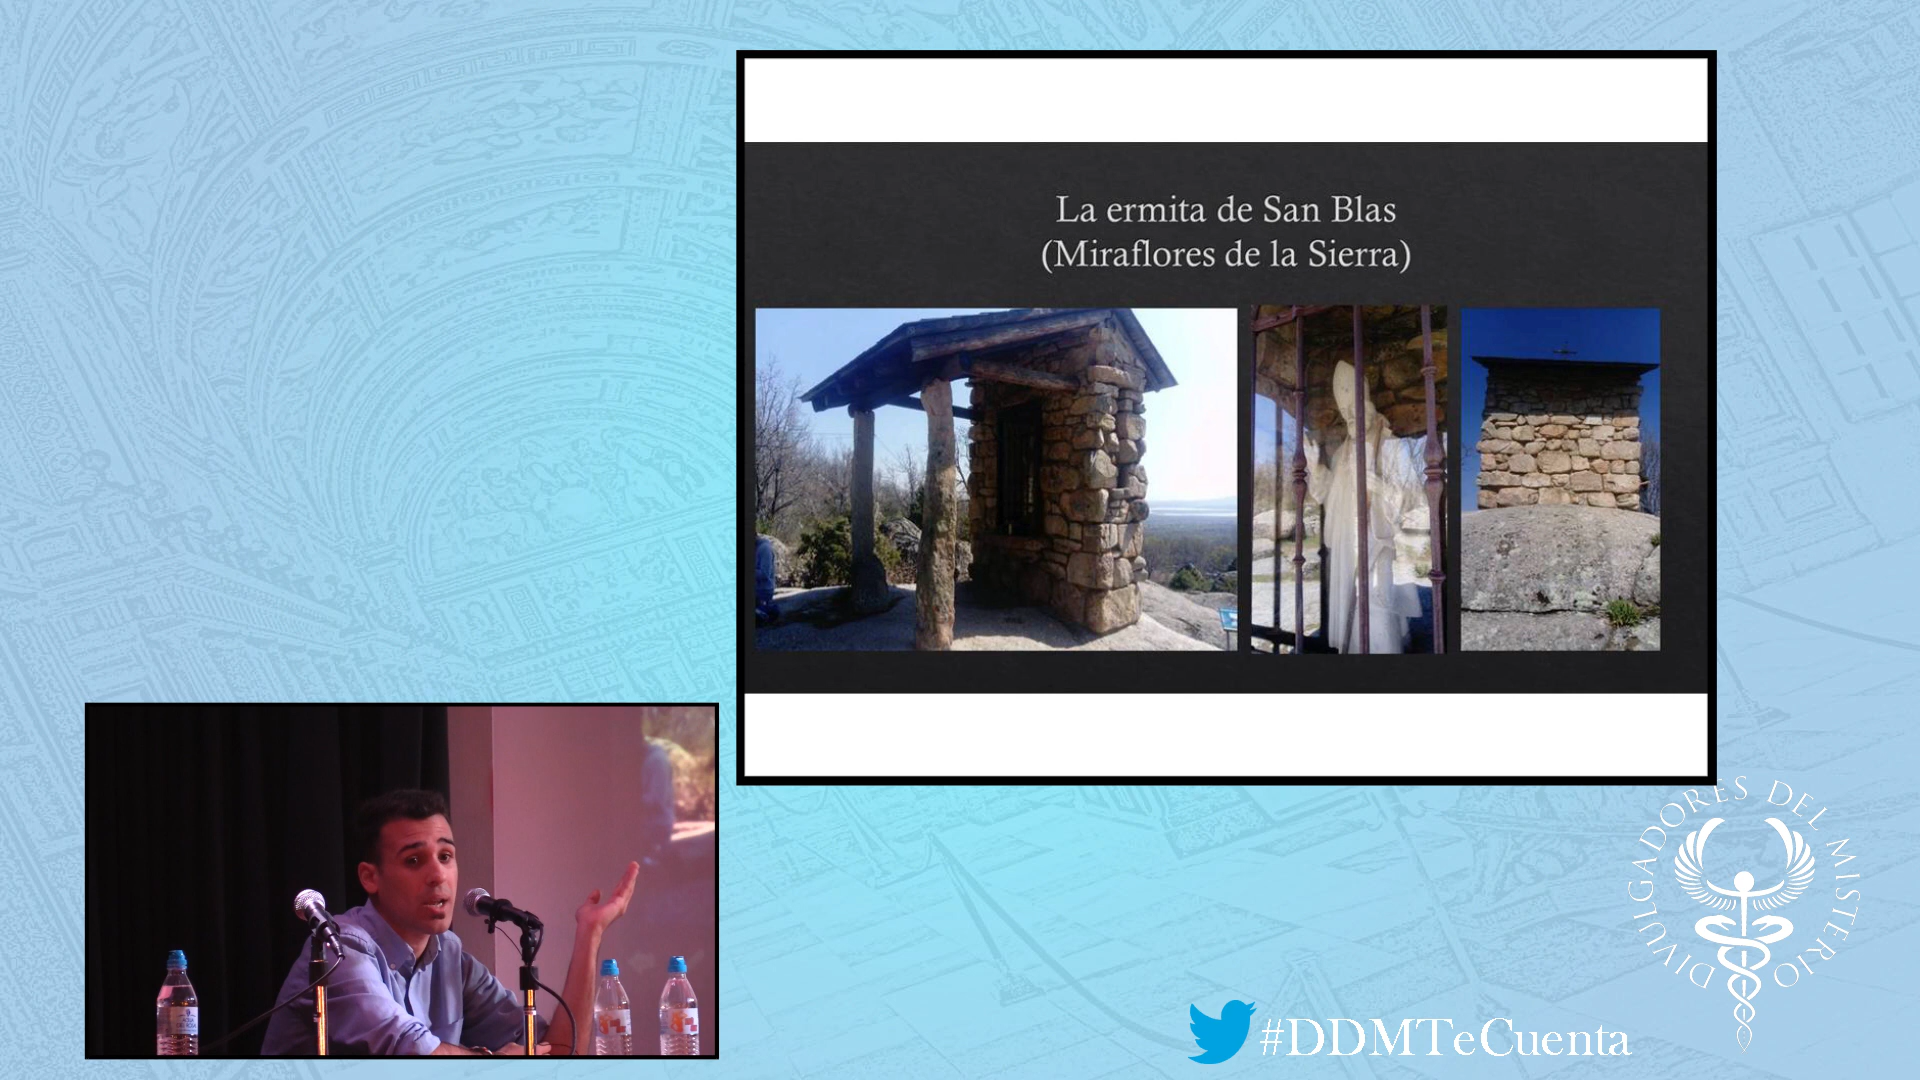 La ermita de San Blas
(Miraflores de la Sierra)
DIVULGADORES DEL MISTERIO
#DDMTeCuenta